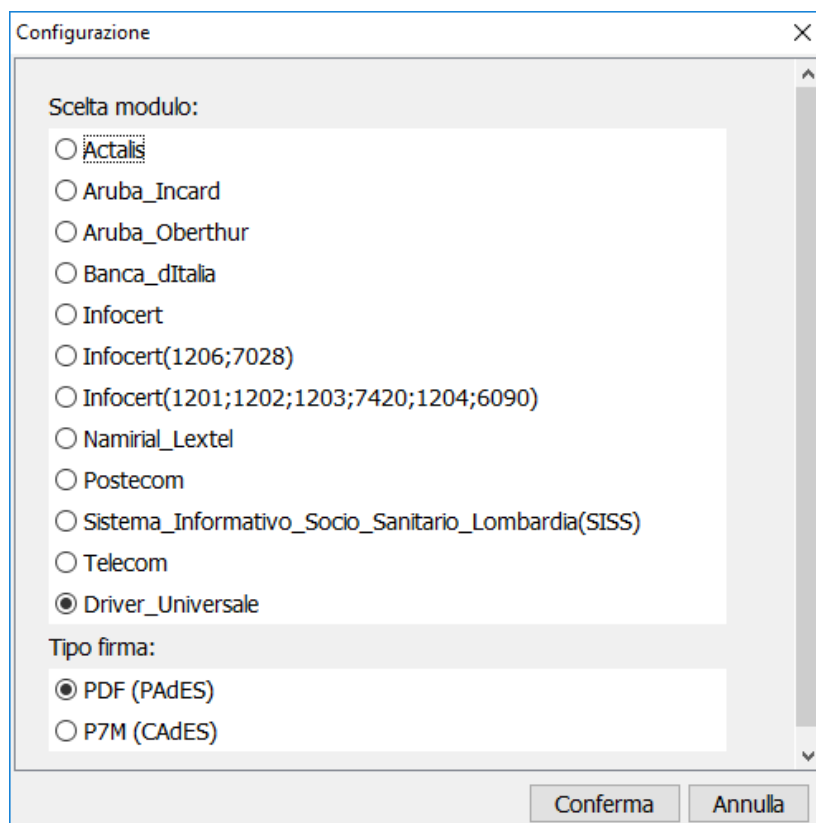 Configurazione
Scelta modulo:
Actalis
Aruba_Incard
Aruba_Oberthur
Banca_dItalia
Infocert
Infocert(1206;7028)
Infocert(1201;1202;1203;7420;1204;6090)
Namirial_Lextel
Postecom
Sistema_Informativo_Socio_Sanitario_Lombardia(SISS)
Telecom
Driver_Universale
Tipo firma:
PDF (PAdES)
P7M (CAdES)
Conferma Annulla